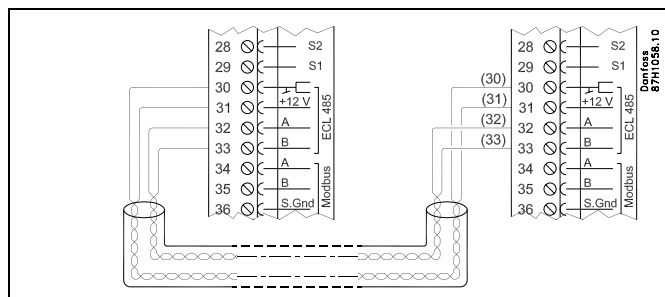 28 S2
29 S1
30
31 +12 V
32 A
33 B
34 A
35 B
36 S.Gnd
ECL 485
Modbus
(30)
(31)
(32)
(33)
28 S2
29 S1
30
31 +12 V
32 A
33 B
34 A
35 B
36 S.Gnd
ECL 485
Modbus
Danfoss
87H1058.10